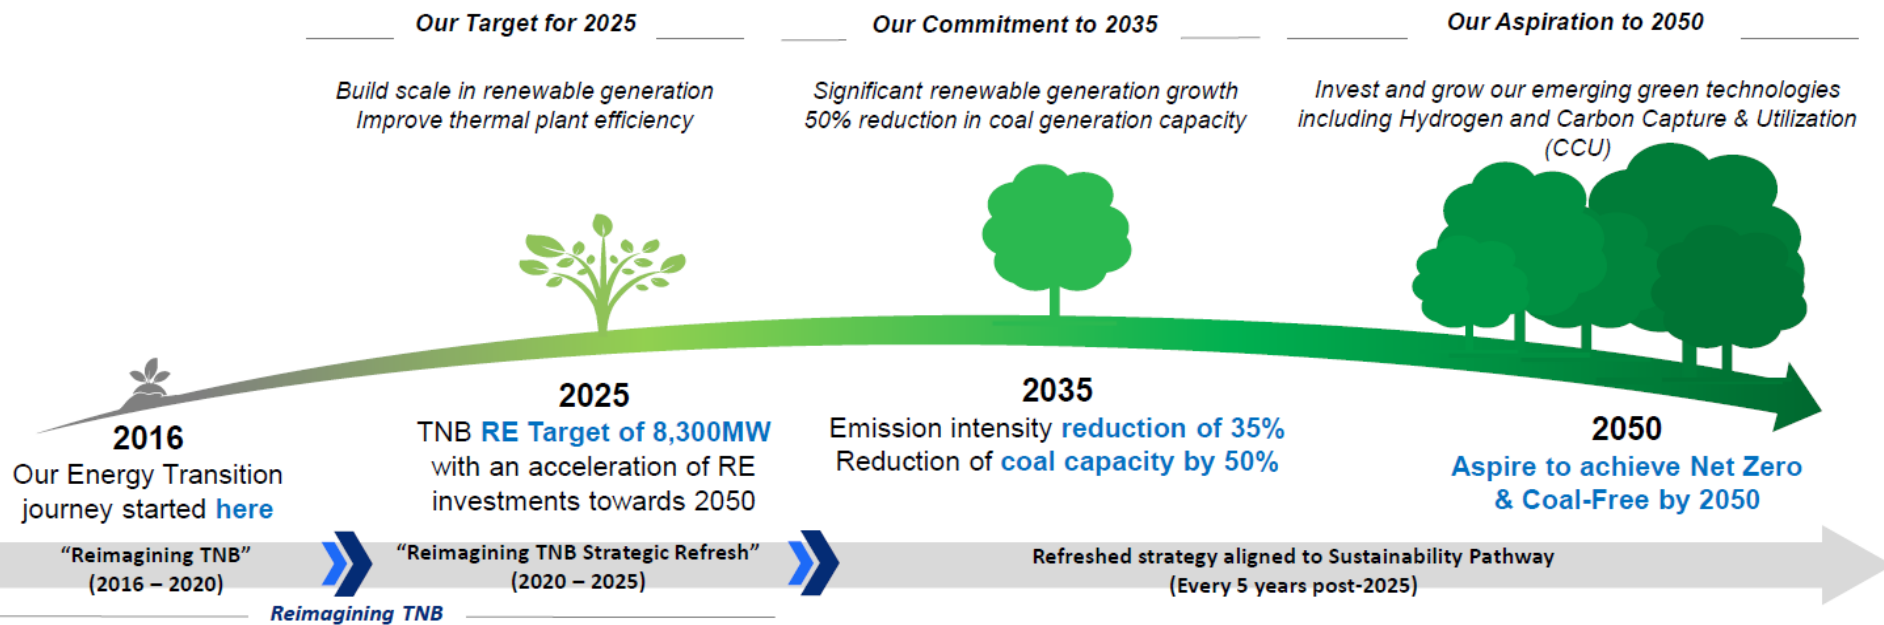 Our Target for 2025
Build scale in renewable generation
Improve thermal plant efficiency
Our Commitment to 2035
Significant renewable generation growth
50% reduction in coal generation capacity
Our Aspiration to 2050
Invest and grow our emerging green technologies
including Hydrogen and Carbon Capture & Utilization
(CCU)
2016
Our Energy Transition
journey started here
2025
TNB RE Target of 8,300MW
with an acceleration of RE
investments towards 2050
2035
Emission intensity reduction of 35%
Reduction of coal capacity by 50%
2050
Aspire to achieve Net Zero
& Coal-Free by 2050
“Reimagining TNB”
(2016 – 2020)
“Reimagining TNB Strategic Refresh”
(2020 – 2025)
Refreshed strategy aligned to Sustainability Pathway
(Every 5 years post-2025)
Reimagining TNB